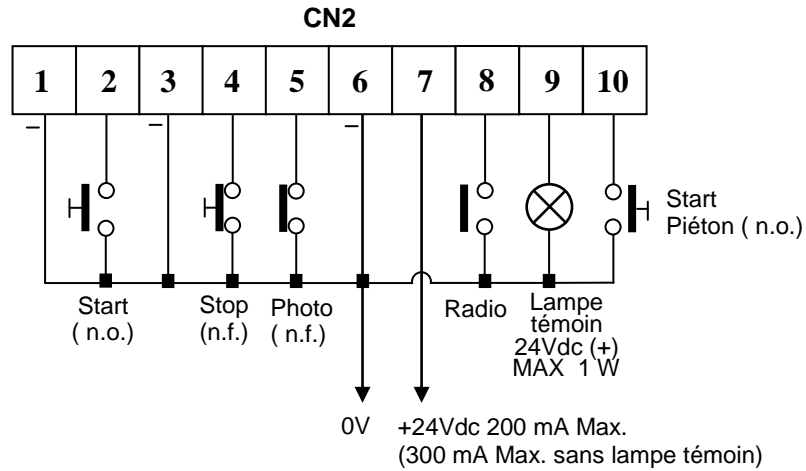 CN2
1 2 3 4 5 6 7 8 9 10
– – –
Start
( n.o.)
Stop
(n.f.)
Photo
( n.f.)
Radio
Lampe
témoin
24Vdc (+)
MAX 1 W
Start
Piéton ( n.o.)
0V
+24Vdc 200 mA Max.
(300 mA Max. sans lampe témoin)